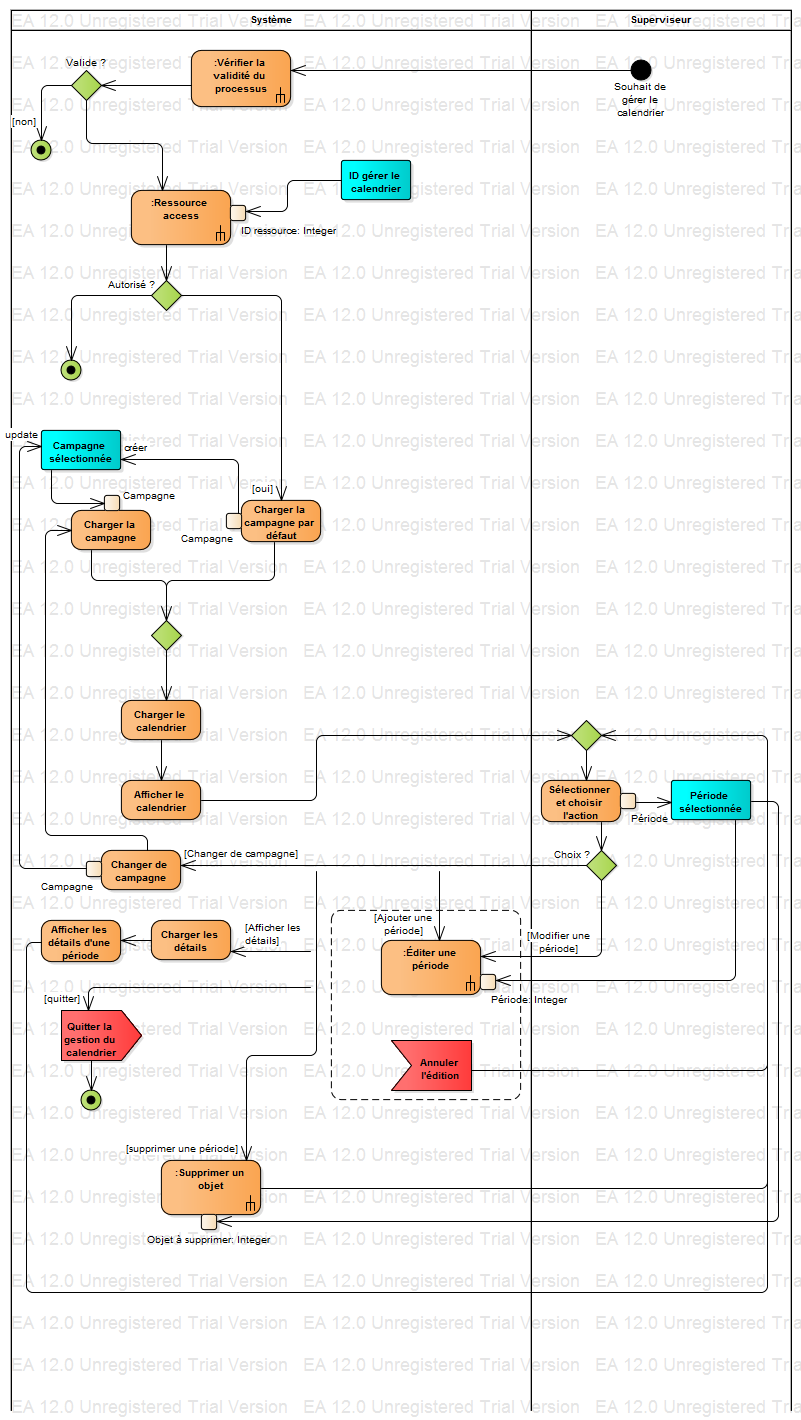 Système
Superviseur
Valide ?
:Vérifier la
validité du
processus
Souhait de
gérer le
calendrier
[non]
ID gérer le
calendrier
:Ressource
access
ID ressource: Integer
Autorisé ?
update
Campagne
sélectionnée
créer
[oui]
Campagne
Charger la
campagne
Charger la
campagne par
défaut
Campagne
Charger le
calendrier
Afficher le
calendrier
Sélectionner
et choisir
l'action
Période
Période
sélectionnée
Choix ?
[Changer de campagne]
Changer de
campagne
Campagne
Afficher les
détails d'une
période
Charger les
détails
[Afficher les
détails]
[Ajouter une
période]
[Modifier une
période]
:Éditer une
période
Période: Integer
[quitter]
Quitter la
gestion du
calendrier
Annuler
l'édition
[supprimer une période]
:Supprimer un
objet
Objet à supprimer: Integer
EA 12.0 Unregistered Trial Version